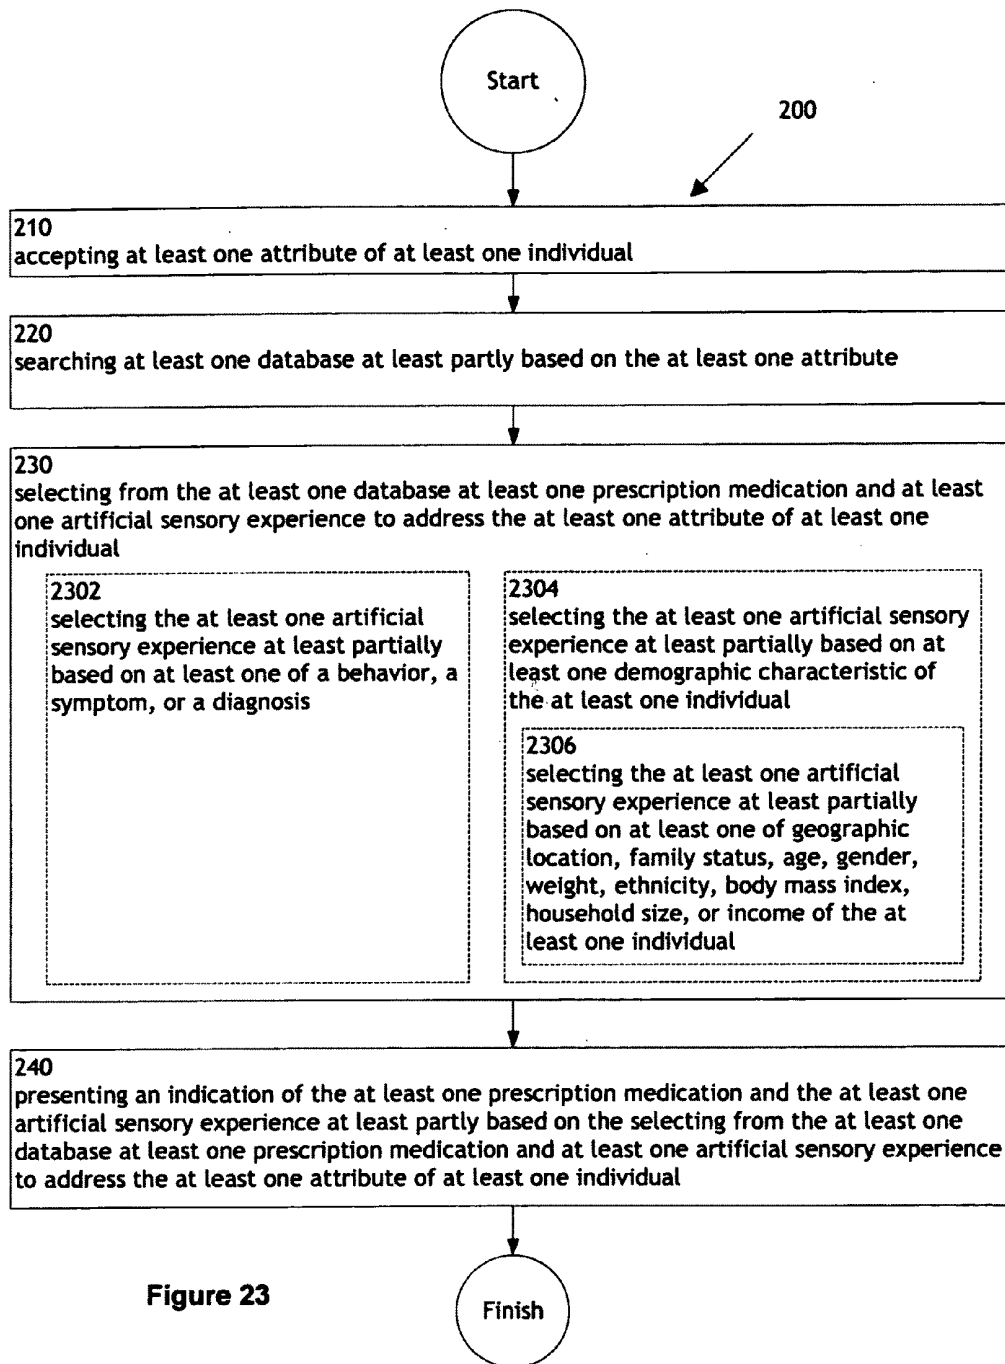 Start
200
210
accepting at least one attribute of at least one individual
220
searching at least one database at least partly based on the at least one attribute
230
selecting from the at least one database at least one prescription medication and at least
one artificial sensory experience to address the at least one attribute of at least one
individual
2302
selecting the at least one artificial
sensory experience at least partially
based on at least one of a behavior, a
symptom, or a diagnosis
2304
selecting the at least one artificial sensory
experience at least partially based on at
least one demographic characteristic of
the at least one individual
2306
selecting the at least one artificial
sensory experience at least partially
based on at least one of geographic
location, family status, age, gender,
weight, ethnicity, body mass index,
household size, or income of the at
least one individual
240
presenting an indication of the at least one prescription medication and the at least one
artificial sensory experience at least partly based on the selecting from the at least one
database at least one prescription medication and at least one artificial sensory experience
to address the at least one attribute of at least one individual
Figure 23
Finish